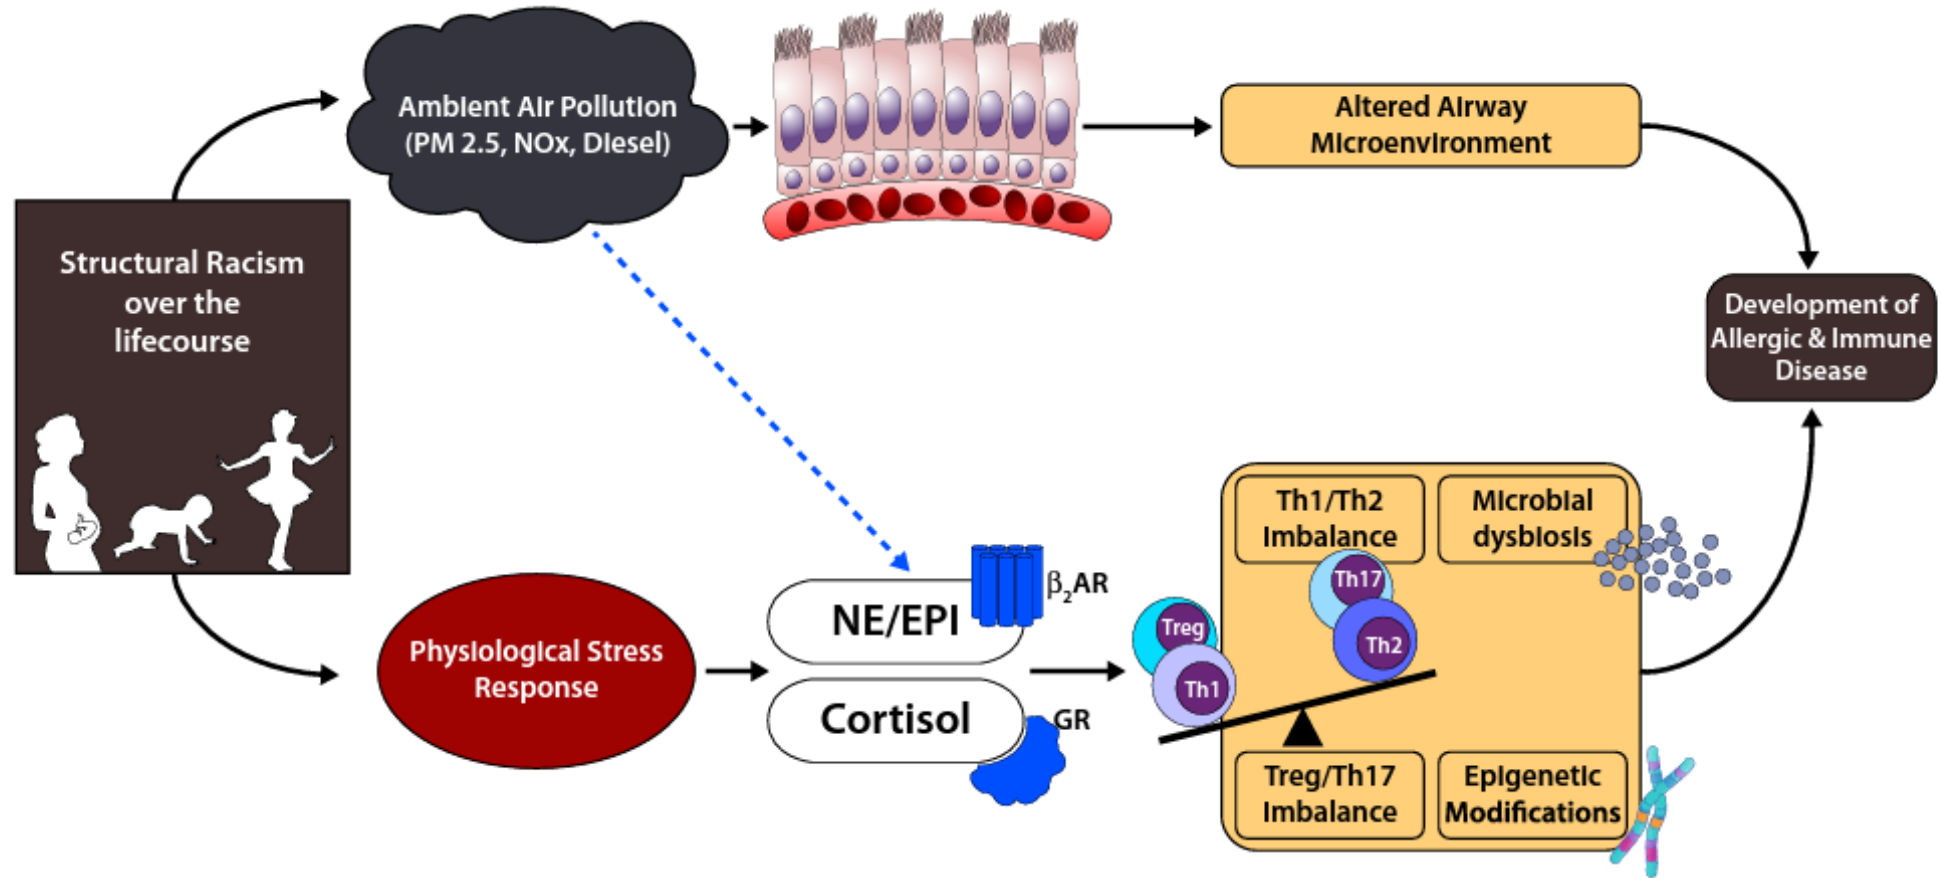 Structural Racism
over the
lifecourse
Ambient Air Pollution
(PM 2.5, NOx, Diesel)
Altered Airway
Microenvironment
Development of
Allergic & Immune
Disease
Physiological Stress
Response
NE/EPI
β₂AR
Cortisol
GR
Treg
Th1
Th1/Th2
Imbalance
Microbial
dysbiosis
Th17
Th2
Treg/Th17
Imbalance
Epigenetic
Modifications